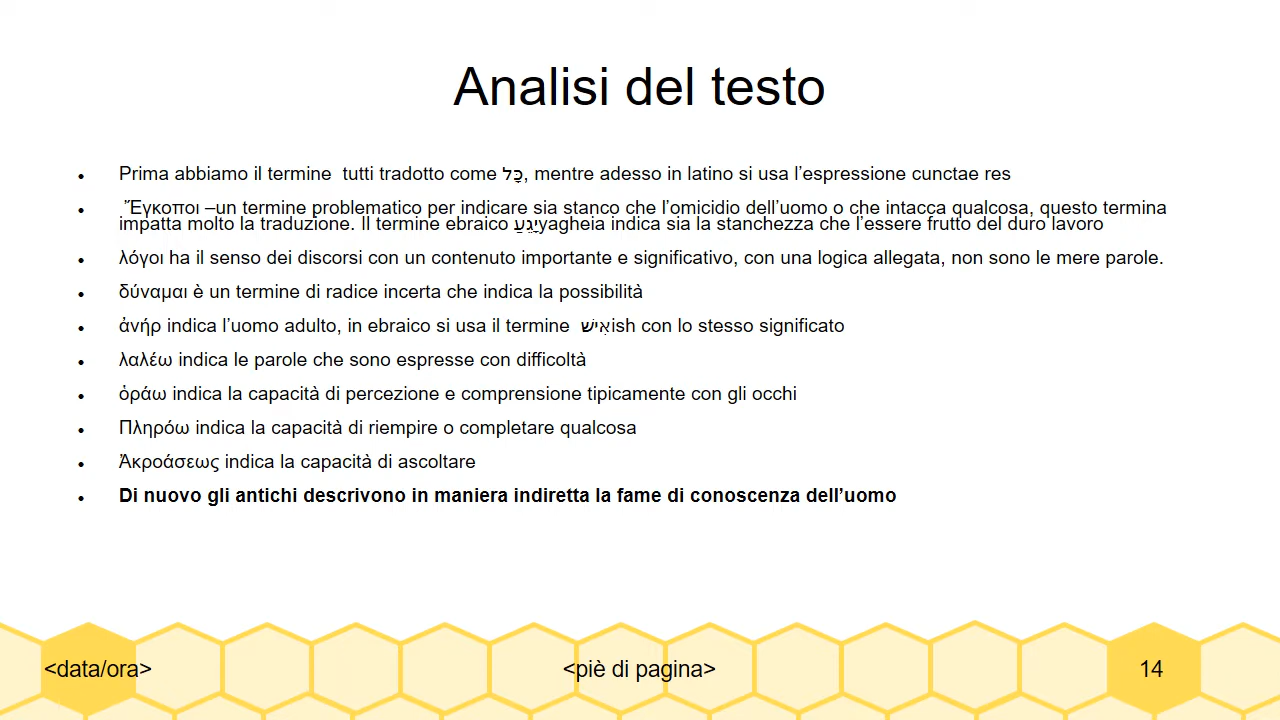 Analisi del testo
Prima abbiamo il termine  tutti tradotto come כָּל, mentre adesso in latino si usa l’espressione cunctae res
Ἔγκοποι –un termine problematico per indicare sia stanco che l’omicidio dell’uomo o che intacca qualcosa, questo termina
impatta molto la traduzione. Il termine ebraico יָגֵעַyagheia indica sia la stanchezza che l’essere frutto del duro lavoro
λόγοι ha il senso dei discorsi con un contenuto importante e significativo, con una logica allegata, non sono le mere parole.
δύναμαι è un termine di radice incerta che indica la possibilità
ἀνήρ indica l’uomo adulto, in ebraico si usa il termine  אִישׁish con lo stesso significato
λαλέω indica le parole che sono espresse con difficoltà
ὁράω indica la capacità di percezione e comprensione tipicamente con gli occhi
Πληρόω indica la capacità di riempire o completare qualcosa
Ἀκροάσεως indica la capacità di ascoltare
Di nuovo gli antichi descrivono in maniera indiretta la fame di conoscenza dell’uomo
<data/ora>
<piè di pagina>
14